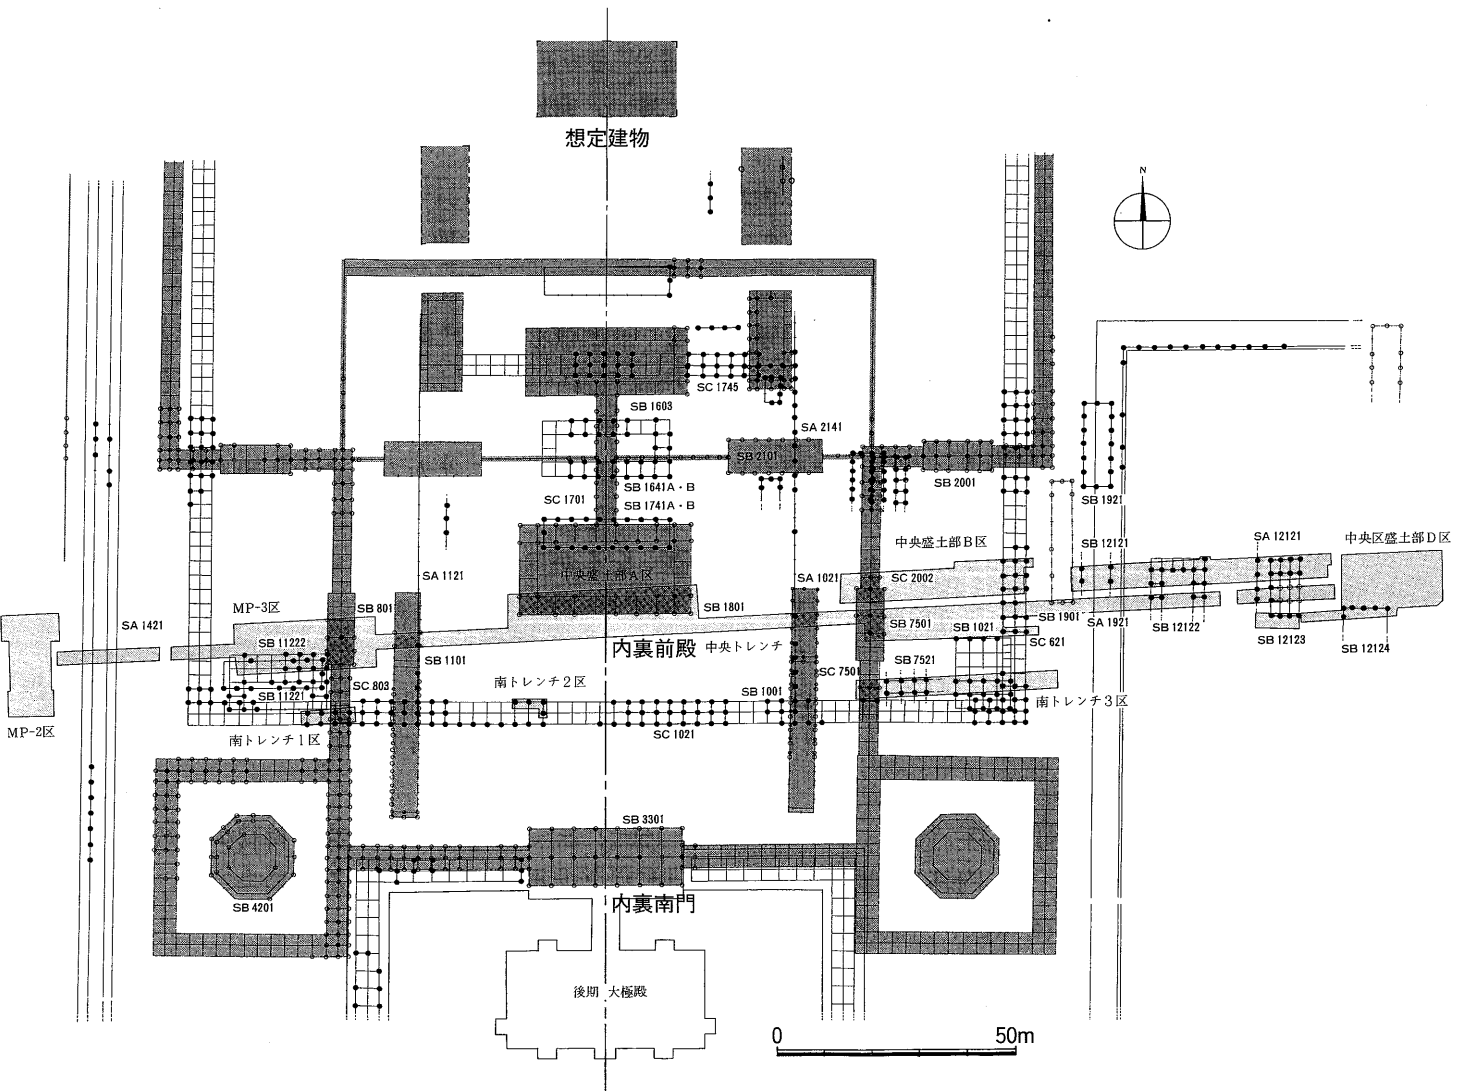 想定建物
N
SC 1745
SB 1603
SA 2141
SB 2101
SB 2001
SB 1641A・B
SC 1701
SB 1741A・B
SB 1921
中央盛土部B区
SB 12121
SA 12121
中央区盛土部D区
中央盛土部A区
SA 1121
SA 1021
SC 2002
MP-3区
SB 801
SB 1801
SA 1421
SB 7501
SB 1901
SA 1921
SB 12122
SB 1021
SB 11222
内裏前殿
中央トレンチ
SC 621
SB 12123
SB 12124
SB 1101
SB 7521
SC 7501
SC 803
南トレンチ2区
SB 1001
SB 11221
南トレンチ3区
MP-2区
南トレンチ1区
SC 1021
SB 3301
SB 4201
内裏南門
後期 大極殿
0
50m